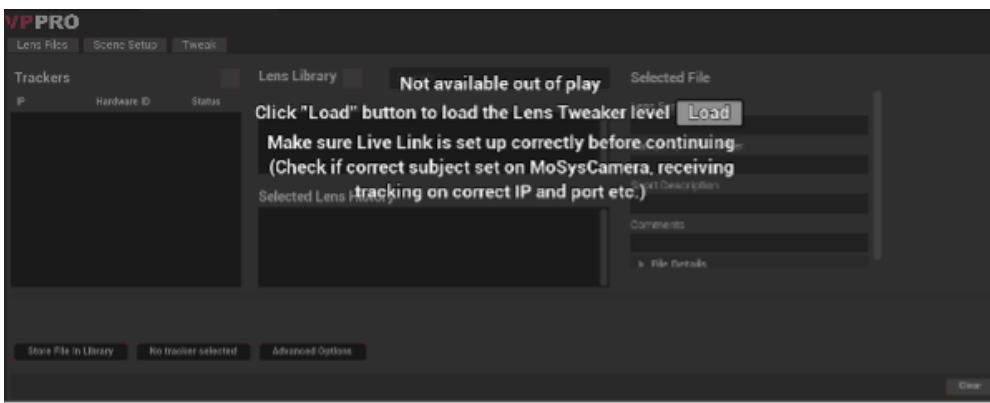 VPPRO
Lens Files Scene Setup Tweak
Trackers Lens Library Selected File
IP Hardware ID Status
Not available out of play
Click "Load" button to load the Lens Tweaker level Load
Make sure Live Link is set up correctly before continuing
(Check if correct subject set on MoSysCamera, receiving
tracking on correct IP and port etc.)
Selected Lens History
Short Description
Comments
File Details
Store File in Library No tracker selected Advanced Options
Clear